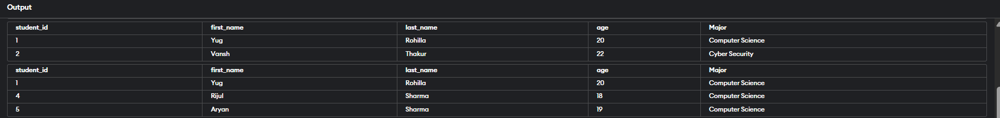 Output
student_id first_name last_name age Major
1 Yug Rohilla 20 Computer Science
2 Vansh Thakur 22 Cyber Security
student_id first_name last_name age Major
1 Yug Rohilla 20 Computer Science
4 Rijul Sharma 18 Computer Science
5 Aryan Sharma 19 Computer Science